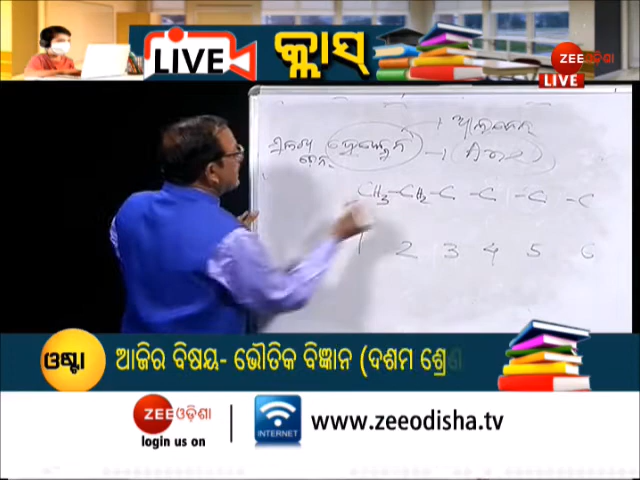 LIVE କ୍ଲାସ୍
ZEE ଓଡ଼ିଶା
LIVE
CH3-CH2-C -C -C -C
1 2 3 4 5 6
ଓଷ୍ଟା
ଆଜିର ବିଷୟ- ଭୌତିକ ବିଜ୍ଞାନ (ଦଶମ ଶ୍ରେଣ
ZEE ଓଡ଼ିଶା
login us on
INTERNET
www.zeeodisha.tv